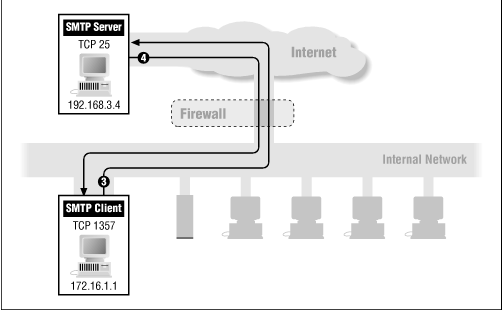 SMTP Server
TCP 25
192.168.3.4
4
Internet
Firewall
Internal Network
3
SMTP Client
TCP 1357
172.16.1.1